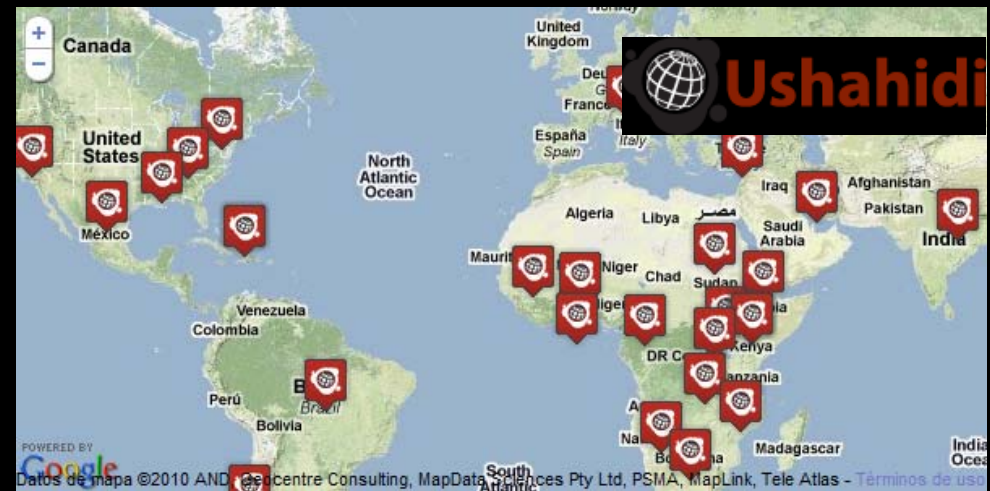 Canada
United
Kingdom
Ushahidi
France
United
States
España
Spain
Italy
North
Atlantic
Ocean
Iraq
Afghanistan
Algeria
Libya
مصر
Pakistan
México
Saudi
Arabia
India
Niger
Chad
Sudan
Venezuela
Colombia
Kenya
Brazil
Perú
Bolivia
Madagascar
POWERED BY
Google
South
Atlantic
Datos de mapa ©2010 AND, Geocentre Consulting, MapData Sciences Pty Ltd, PSMA, MapLink, Tele Atlas - Términos de uso